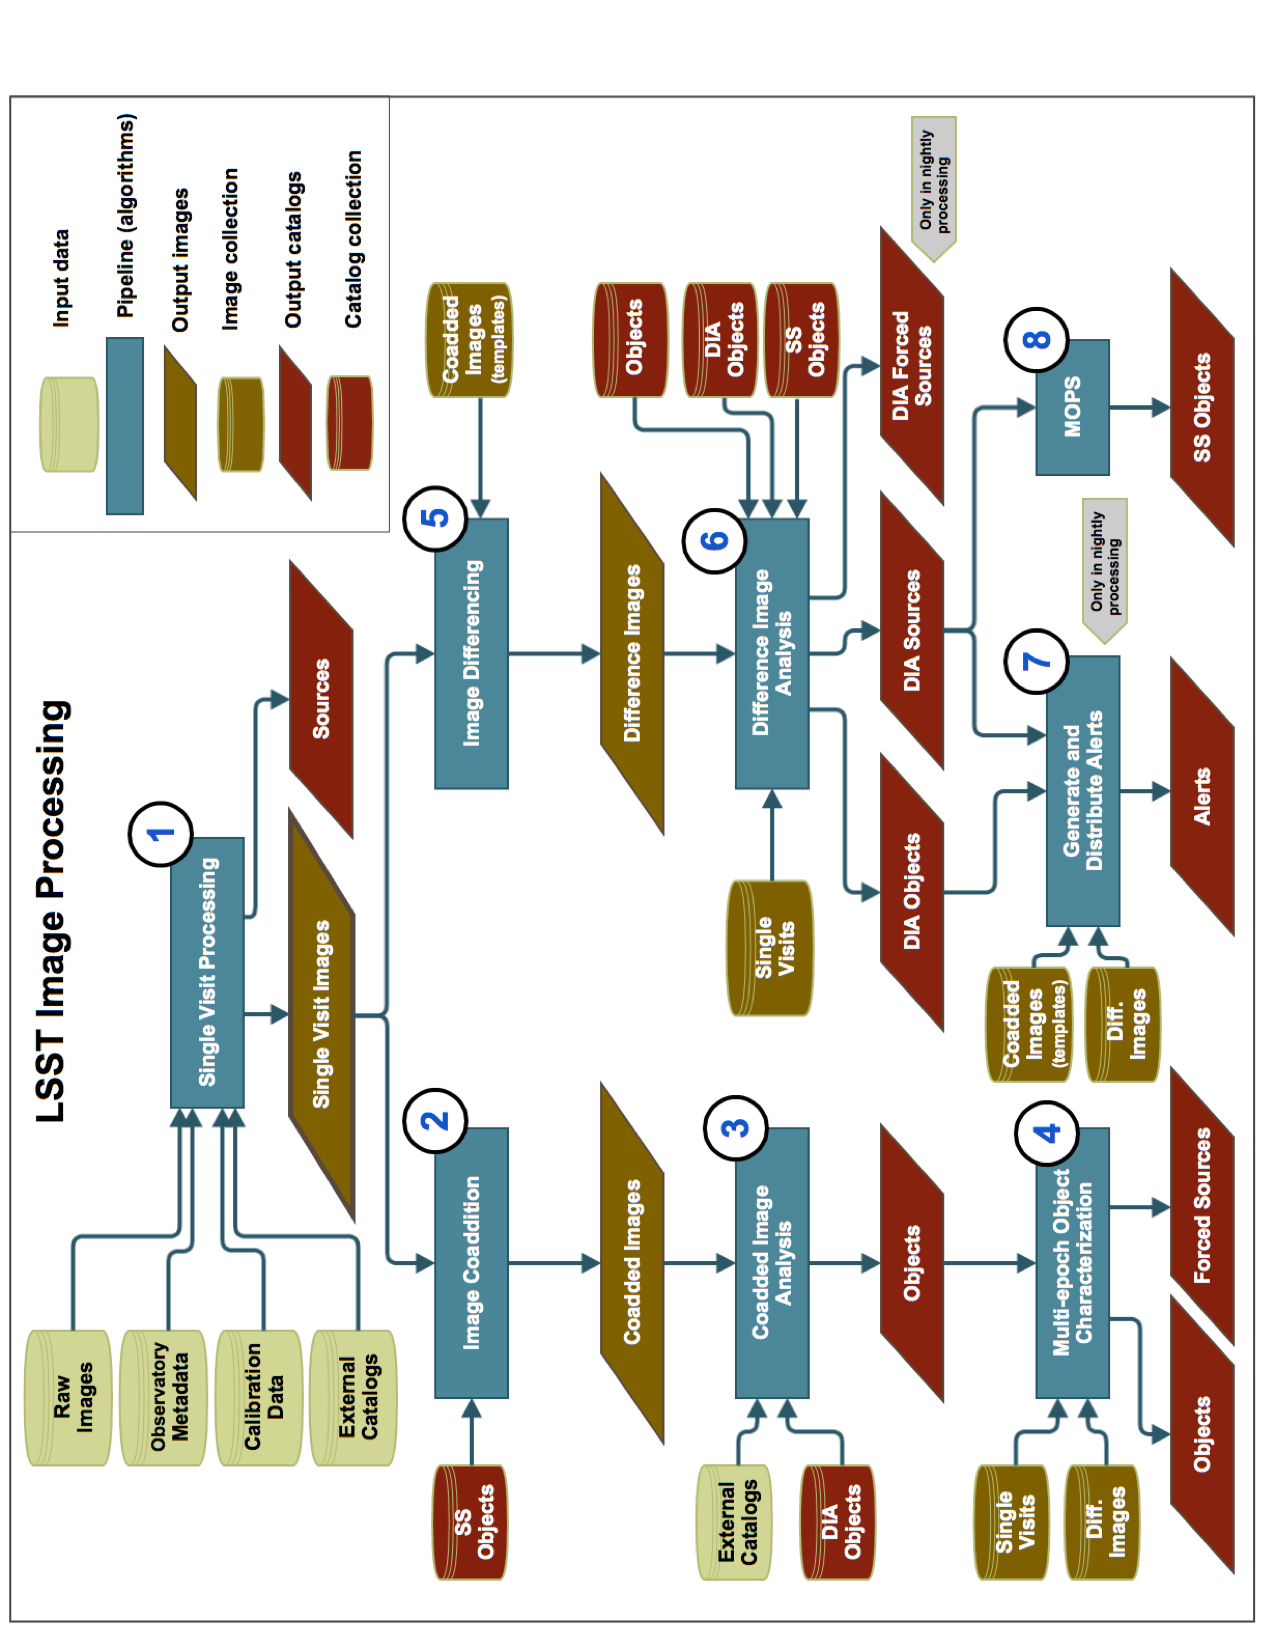 LSST Image Processing
Input data
Pipeline (algorithms)
Output images
Image collection
Output catalogs
Catalog collection
Raw
Images
Observatory
Metadata
Calibration
Data
External
Catalogs
1
Single Visit Processing
Single Visit Images
Sources
SS
Objects
2
Image Coaddition
Coadded Images
External
Catalogs
DIA
Objects
3
Coadded Image
Analysis
Objects
Single
Visits
Diff.
Images
4
Multi-epoch Object
Characterization
Objects
Forced Sources
5
Image Differencing
Coadded
Images
(templates)
Difference Images
Single
Visits
6
Difference Image
Analysis
Objects
DIA
Objects
SS
Objects
DIA Objects
DIA Sources
DIA Forced
Sources
Only in nightly
processing
Coadded
Images
(templates)
Diff.
Images
7
Generate and
Distribute Alerts
Only in nightly
processing
Alerts
8
MOPS
SS Objects